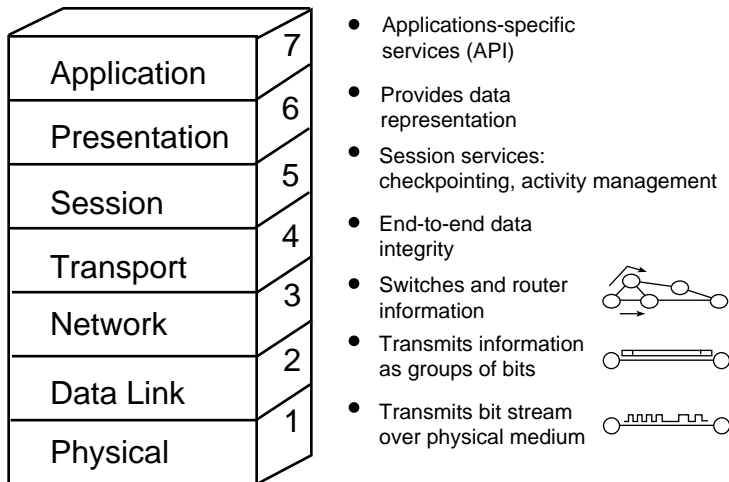 Application
7
Presentation
6
Session
5
Transport
4
Network
3
Data Link
2
Physical
1
• Applications-specific
services (API)
• Provides data
representation
• Session services:
checkpointing, activity management
• End-to-end data
integrity
• Switches and router
information
• Transmits information
as groups of bits
• Transmits bit stream
over physical medium